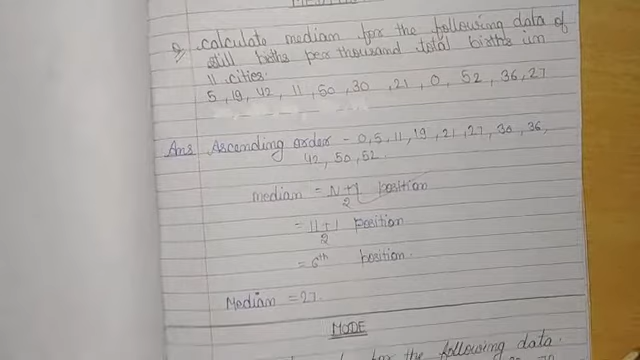 Q calculate median for the following data of
still births per thousand total births in
11 cities.
5, 19, 42, 11, 50, 30, 21, 0, 52, 36, 27
Ans Ascending order - 0, 5, 11, 19, 21, 27, 30, 36,
42, 50, 52.
median = N+1/2 position
= 11+1/2 position
= 6th position.
Median = 27.
MODE
for the following data.